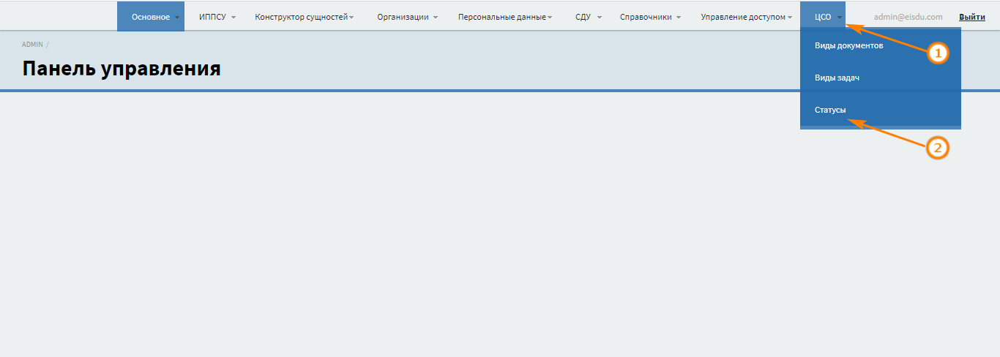 Основное ИППСУ Конструктор сущностей Организации Персональные данные СДУ Справочники Управление доступом ЦСО admin@eisdu.com Выйти
ADMIN /
Панель управления
Виды документов
1
Виды задач
Статусы
2